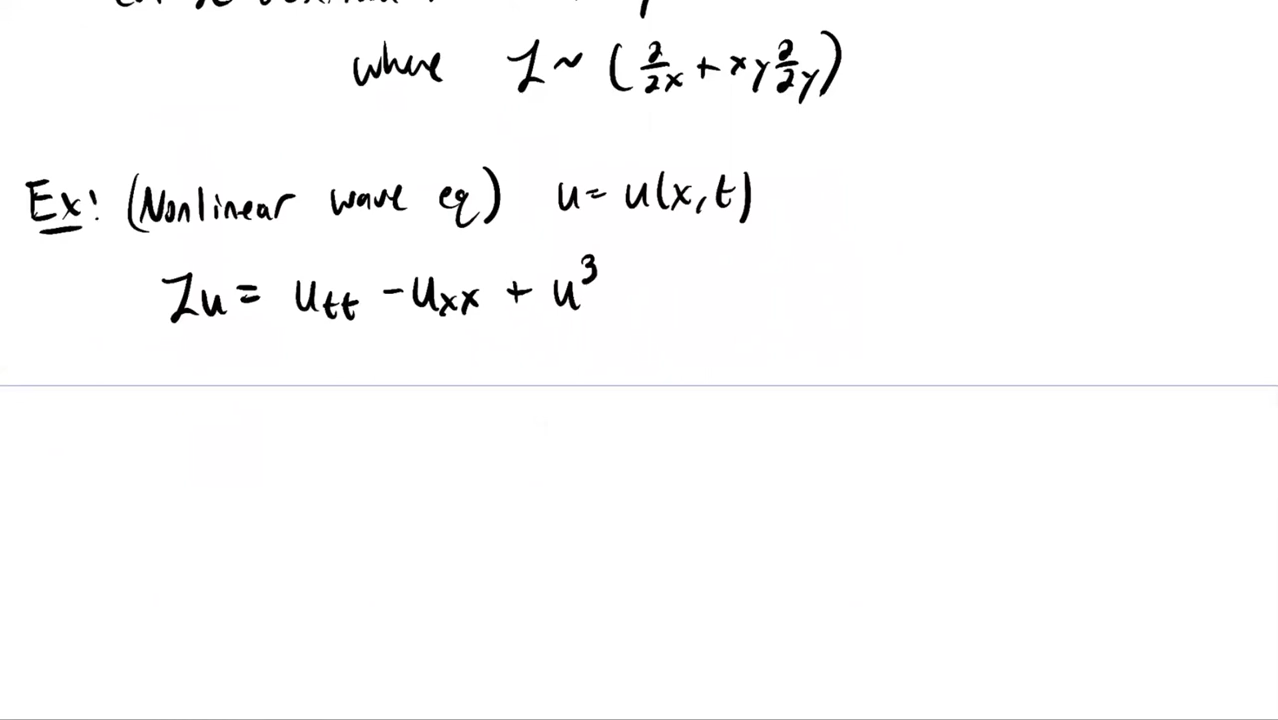 where ℒ ~ (∂/∂x + xy ∂/∂y)
Ex: (Nonlinear wave eq) u = u(x,t)
ℒu = u_tt - u_xx + u^3